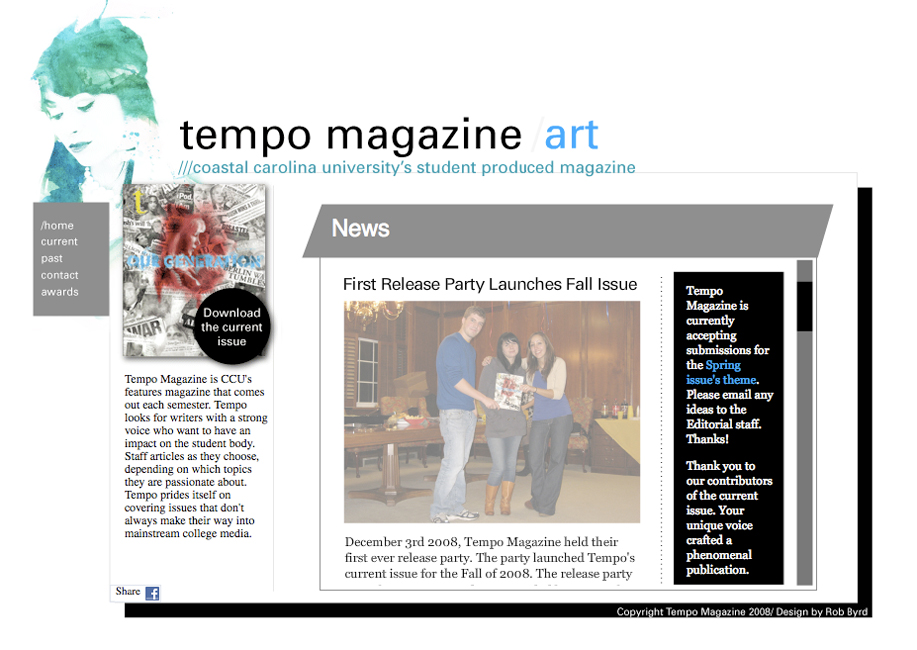 tempo magazine /art
///coastal carolina university's student produced magazine
/home
current
past
contact
awards
t
iPod
OUR GENERATION
BERLIN WALL
TUMBLES
WAR
Download
the current
issue
Tempo Magazine is CCU's
features magazine that comes
out each semester. Tempo
looks for writers with a strong
voice who want to have an
impact on the student body.
Staff articles as they choose,
depending on which topics
they are passionate about.
Tempo prides itself on
covering issues that don't
always make their way into
mainstream college media.
Share f
News
First Release Party Launches Fall Issue
December 3rd 2008, Tempo Magazine held their
first ever release party. The party launched Tempo's
current issue for the Fall of 2008. The release party
Tempo
Magazine is
currently
accepting
submissions for
the Spring
issue's theme.
Please email any
ideas to the
Editorial staff.
Thanks!
Thank you to
our contributors
of the current
issue. Your
unique voice
crafted a
phenomenal
publication.
Copyright Tempo Magazine 2008/ Design by Rob Byrd